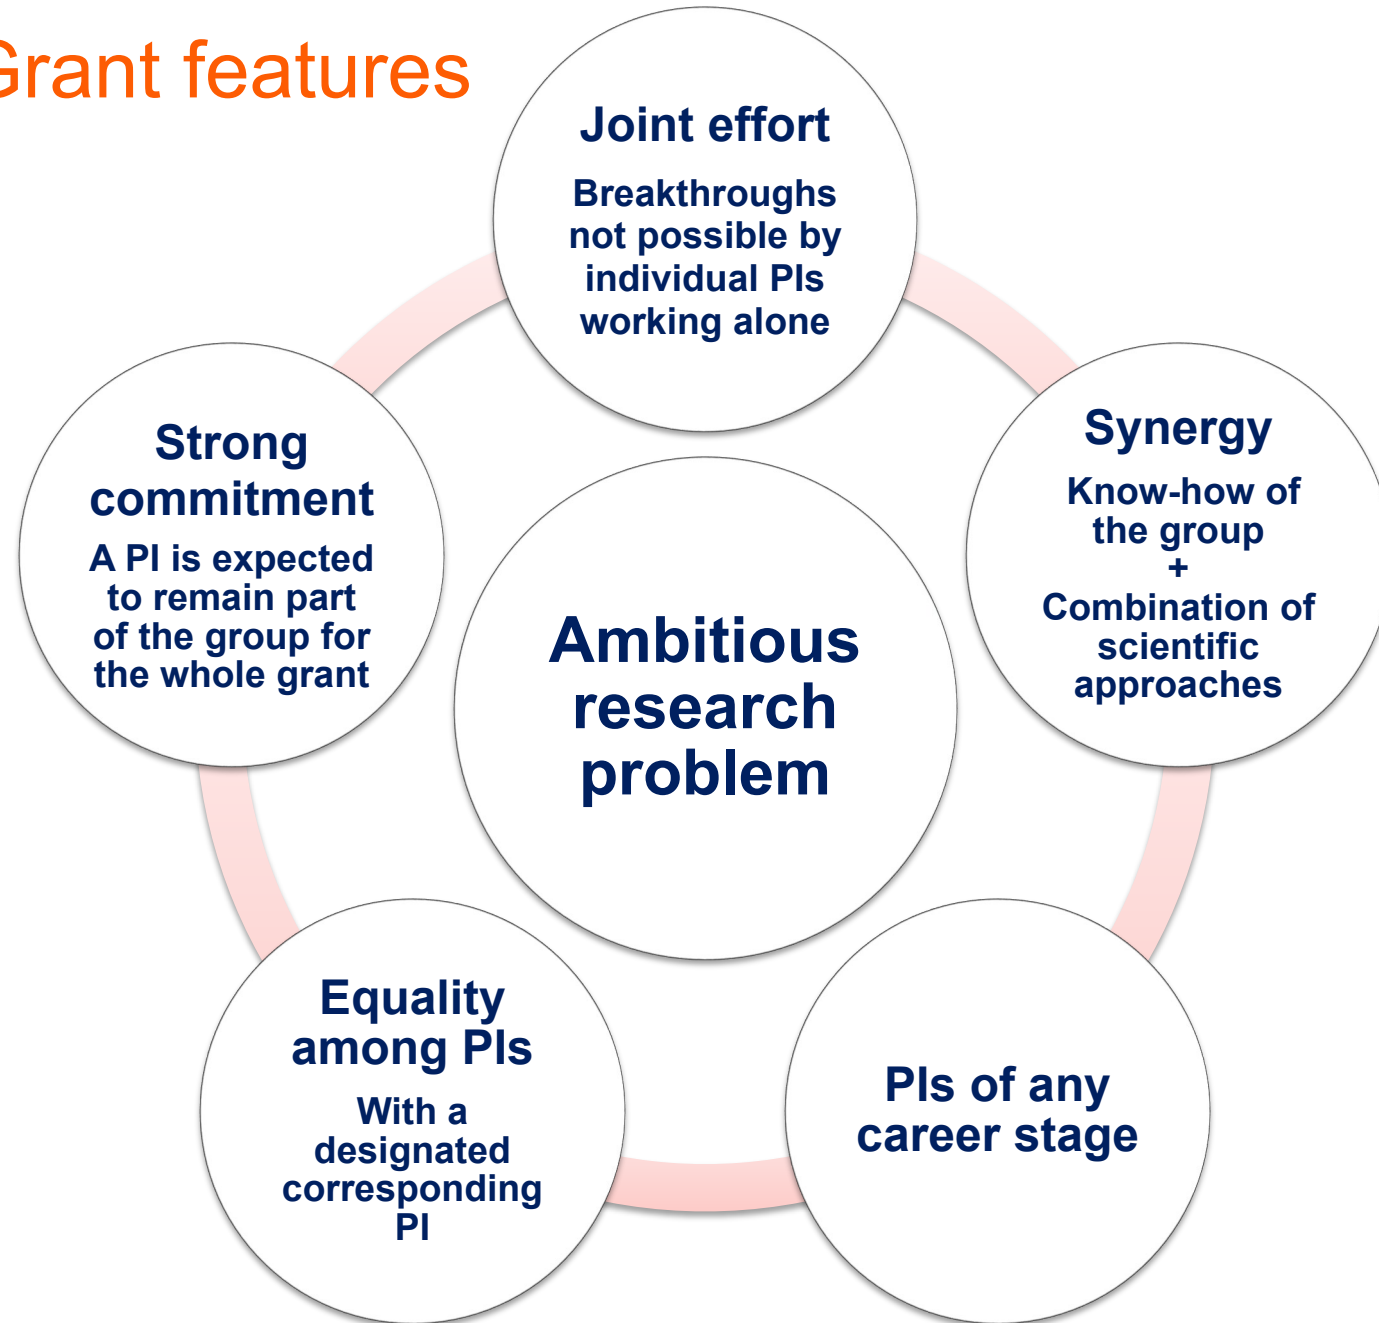 Grant features
Joint effort
Breakthroughs
not possible by
individual PIs
working alone
Synergy
Know-how of
the group
+
Combination of
scientific
approaches
PIs of any
career stage
Equality
among PIs
With a
designated
corresponding
PI
Strong
commitment
A PI is expected
to remain part
of the group for
the whole grant
Ambitious
research
problem